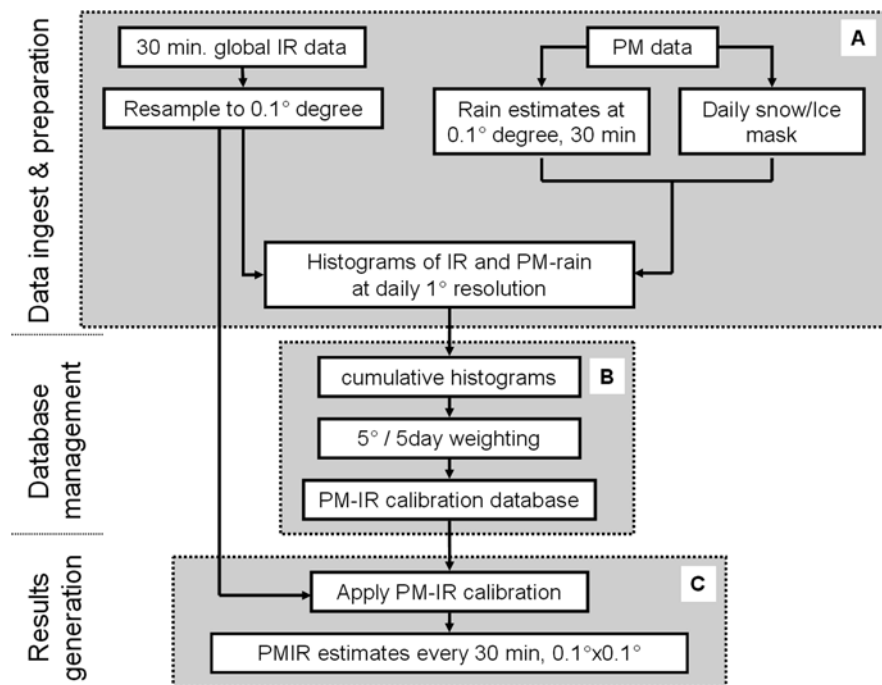 Data ingest & preparation
A
30 min. global IR data
PM data
Resample to 0.1° degree
Rain estimates at
0.1° degree, 30 min
Daily snow/Ice
mask
Histograms of IR and PM-rain
at daily 1° resolution
Database
management
B
cumulative histograms
5° / 5day weighting
PM-IR calibration database
Results
generation
C
Apply PM-IR calibration
PMIR estimates every 30 min, 0.1°x0.1°